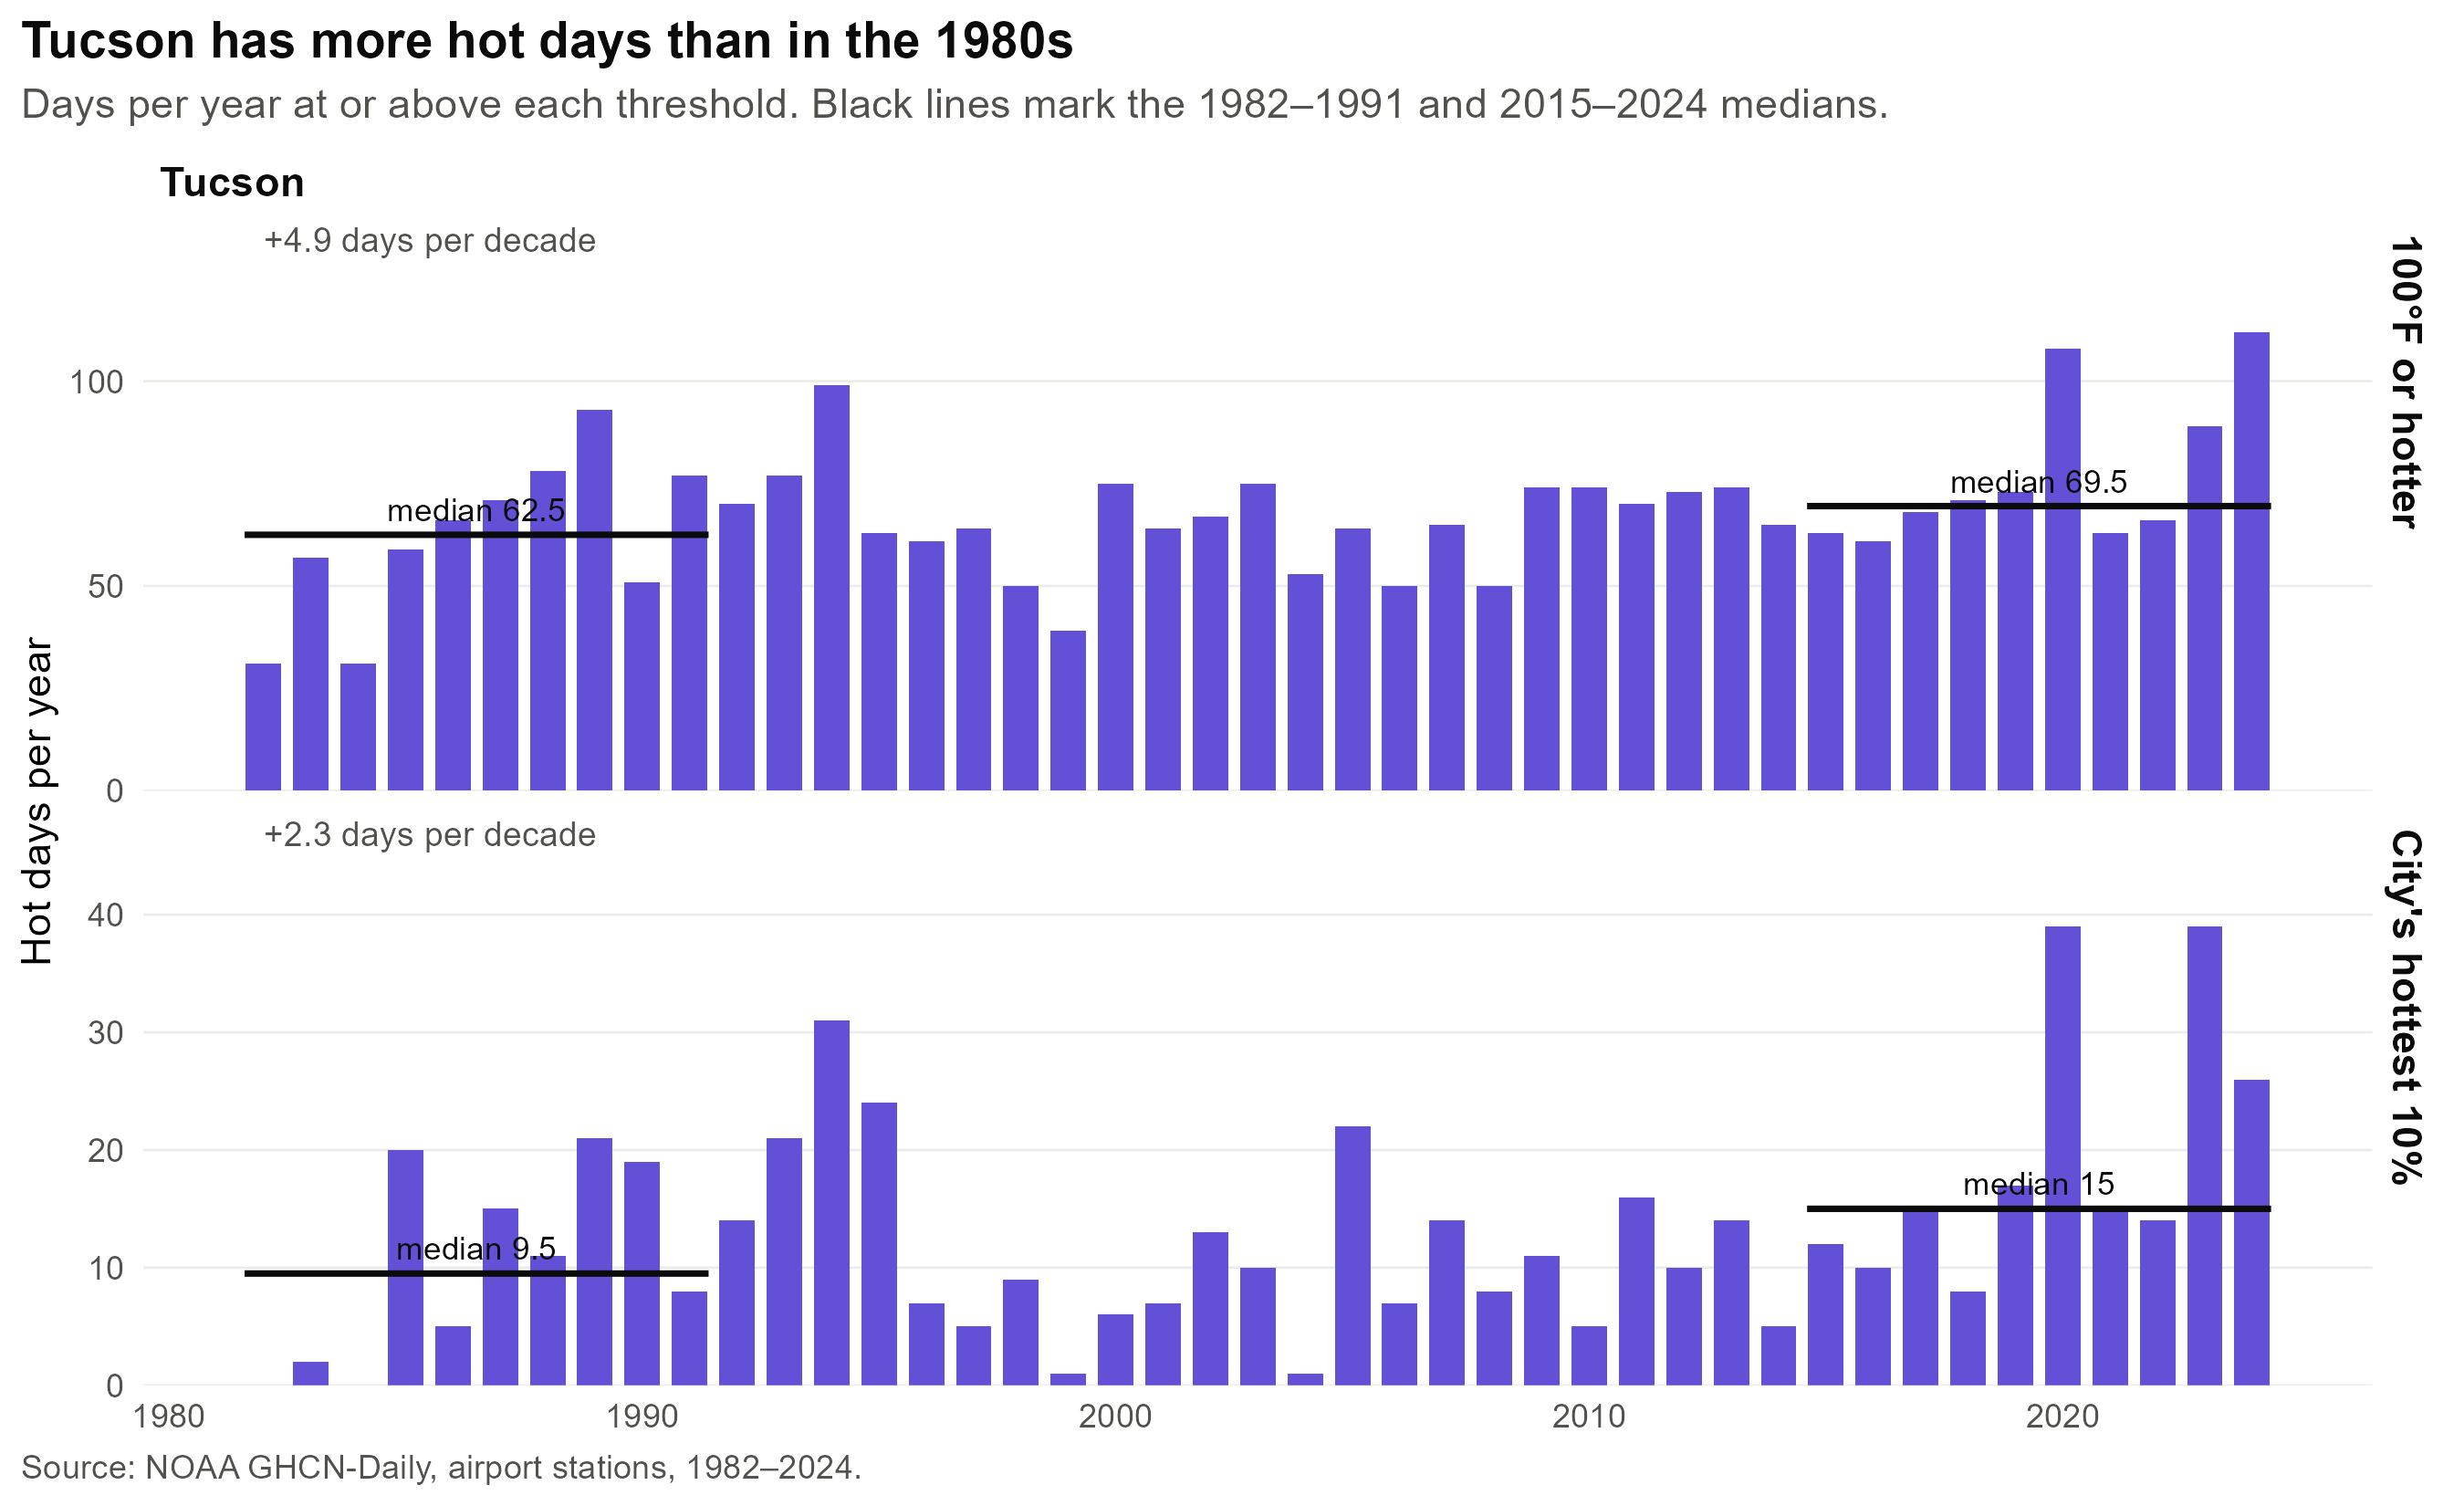 Tucson has more hot days than in the 1980s
Days per year at or above each threshold. Black lines mark the 1982–1991 and 2015–2024 medians.
Tucson
+4.9 days per decade
100°F or hotter
100
median 62.5
median 69.5
50
0
Hot days per year
+2.3 days per decade
City's hottest 10%
40
30
20
median 9.5
median 15
10
0
1980 1990 2000 2010 2020
Source: NOAA GHCN-Daily, airport stations, 1982–2024.